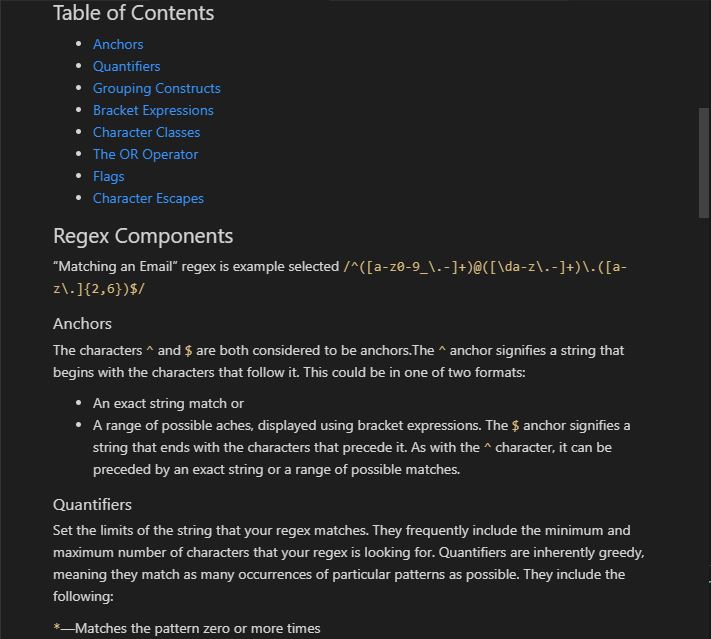 Table of Contents
Anchors
Quantifiers
Grouping Constructs
Bracket Expressions
Character Classes
The OR Operator
Flags
Character Escapes
Regex Components
“Matching an Email” regex is example selected /^([a-z0-9_\.-]+)@([\da-z\.-]+)\.([a-
z\.]{2,6})$/
Anchors
The characters ^ and $ are both considered to be anchors.The ^ anchor signifies a string that
begins with the characters that follow it. This could be in one of two formats:
An exact string match or
A range of possible aches, displayed using bracket expressions. The $ anchor signifies a
string that ends with the characters that precede it. As with the ^ character, it can be
preceded by an exact string or a range of possible matches.
Quantifiers
Set the limits of the string that your regex matches. They frequently include the minimum and
maximum number of characters that your regex is looking for. Quantifiers are inherently greedy,
meaning they match as many occurrences of particular patterns as possible. They include the
following:
*—Matches the pattern zero or more times